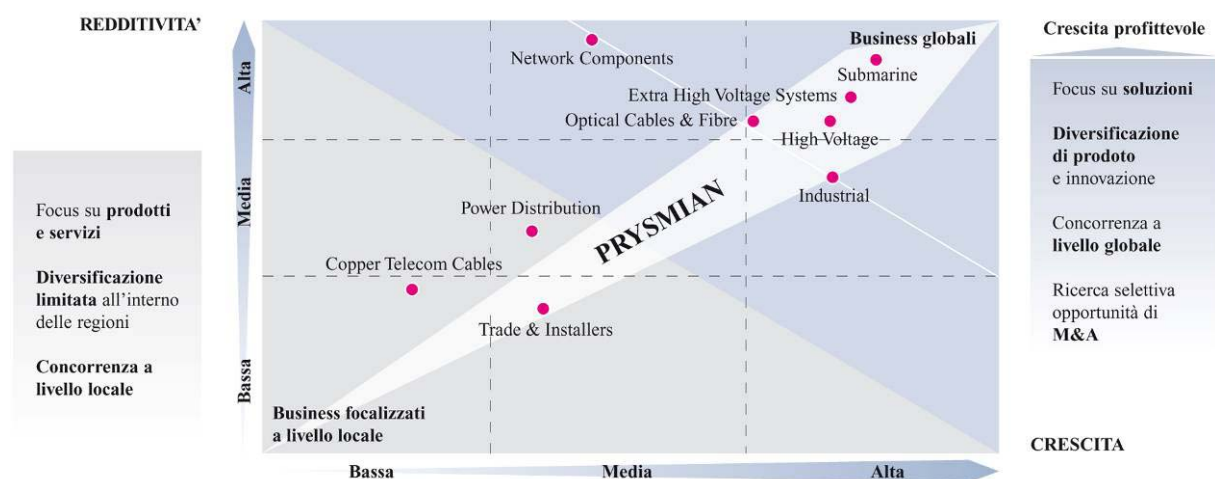 REDDITIVITA’
Alta
Media
Bassa
Focus su prodotti
e servizi
Diversificazione
limitata all’interno
delle regioni
Concorrenza a
livello locale
Network Components
Business globali
Submarine
Extra High Voltage Systems
Optical Cables & Fibre
High Voltage
Industrial
Power Distribution
PRYSMIAN
Copper Telecom Cables
Trade & Installers
Business focalizzati
a livello locale
Bassa
Media
Alta
CRESCITA
Crescita profittevole
Focus su soluzioni
Diversificazione
di prodoto
e innovazione
Concorrenza a
livello globale
Ricerca selettiva
opportunità di
M&A